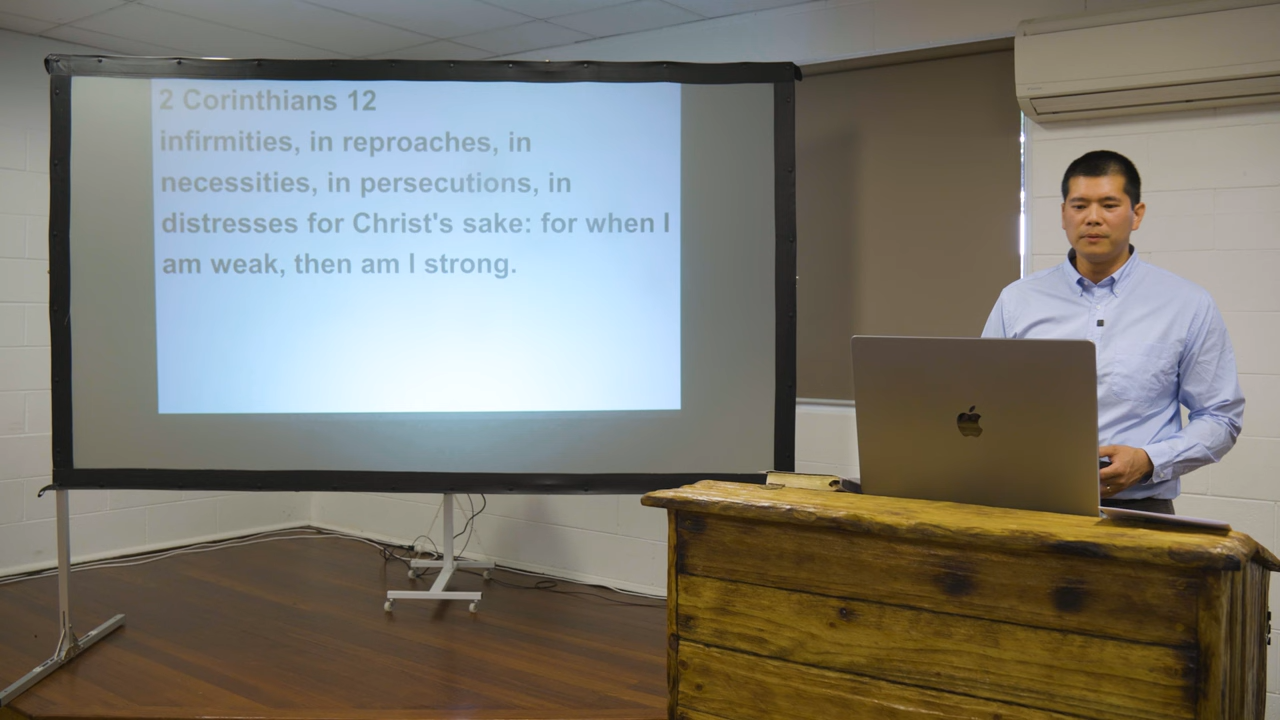 2 Corinthians 12
infirmities, in reproaches, in
necessities, in persecutions, in
distresses for Christ's sake: for when I
am weak, then am I strong.